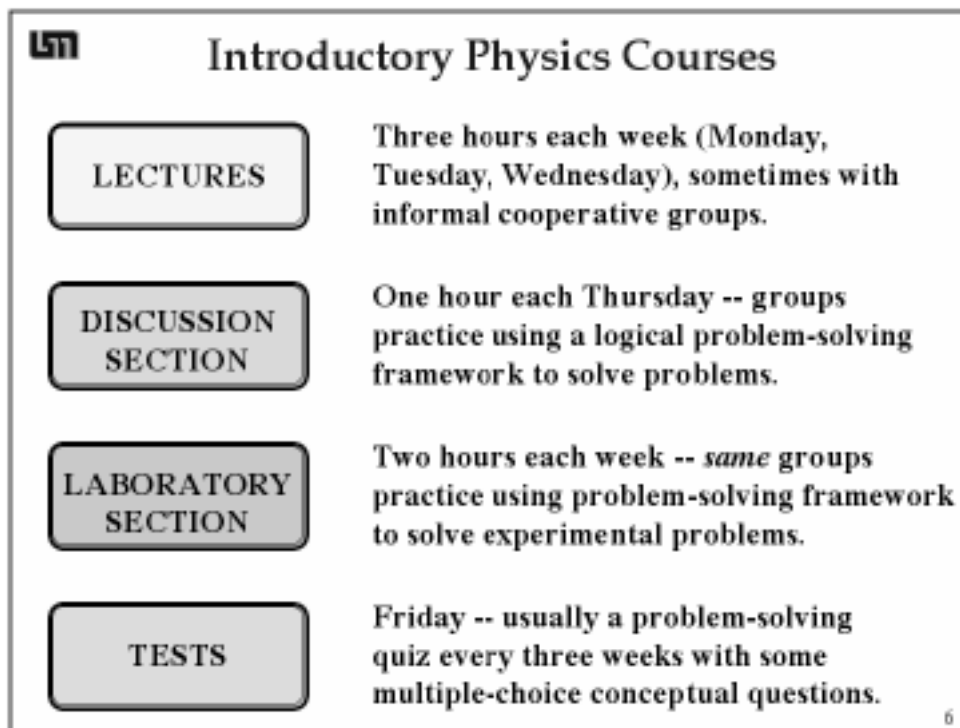 Introductory Physics Courses
LECTURES
Three hours each week (Monday,
Tuesday, Wednesday), sometimes with
informal cooperative groups.
DISCUSSION
SECTION
One hour each Thursday -- groups
practice using a logical problem-solving
framework to solve problems.
LABORATORY
SECTION
Two hours each week -- same groups
practice using problem-solving framework
to solve experimental problems.
TESTS
Friday -- usually a problem-solving
quiz every three weeks with some
multiple-choice conceptual questions.
6